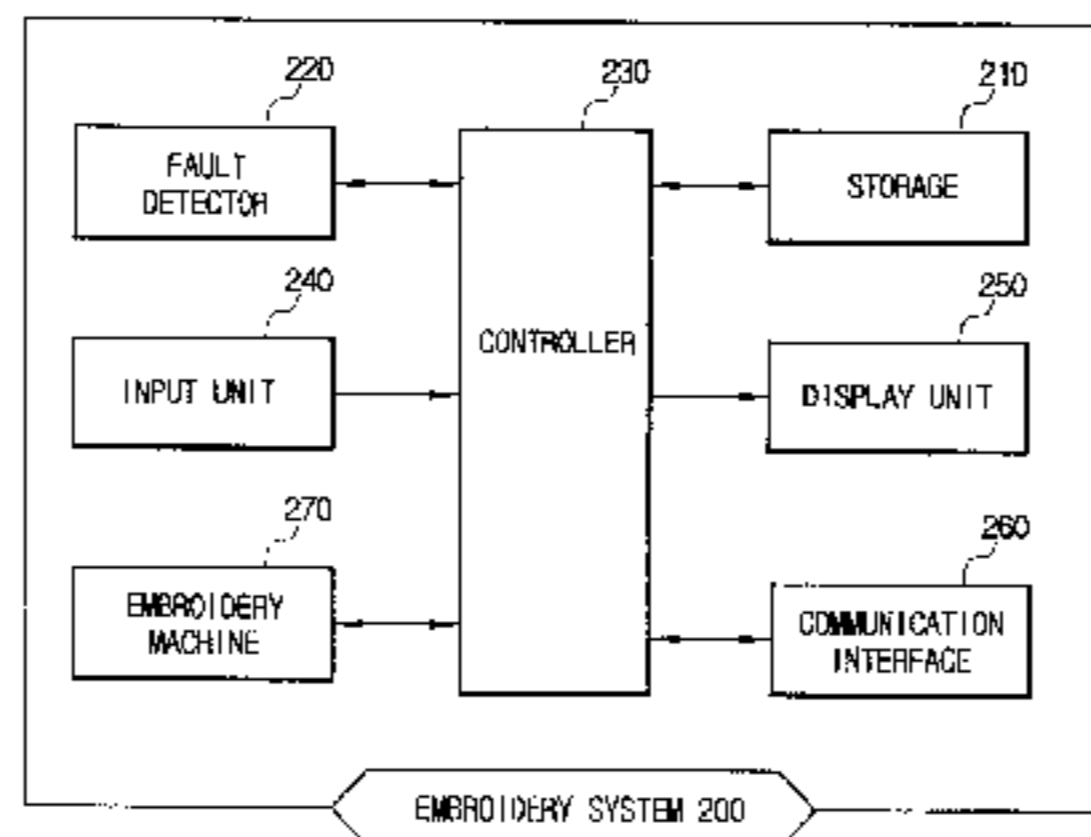 220
230
210
FAULT
DETECTOR
STORAGE
240
250
CONTROLLER
INPUT UNIT
DISPLAY UNIT
270
260
EMBROIDERY
MACHINE
COMMUNICATION
INTERFACE
EMBROIDERY SYSTEM 200